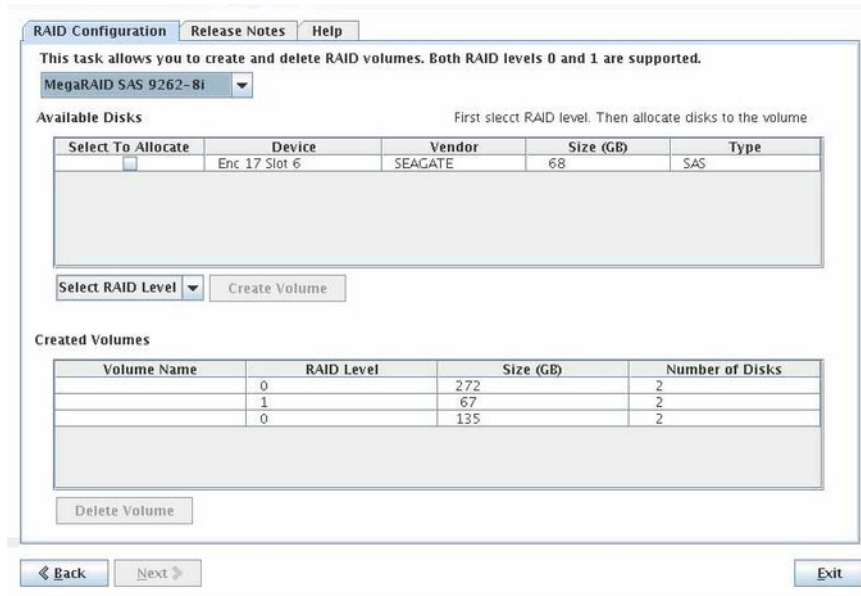 RAID Configuration Release Notes Help
This task allows you to create and delete RAID volumes. Both RAID levels 0 and 1 are supported.
MegaRAID SAS 9262-8i
Available Disks First slecct RAID level. Then allocate disks to the volume
Select To Allocate Device Vendor Size (GB) Type
Enc 17 Slot 6 SEAGATE 68 SAS
Select RAID Level Create Volume
Created Volumes
Volume Name RAID Level Size (GB) Number of Disks
0 272 2
1 67 2
0 135 2
Delete Volume
Back Next Exit